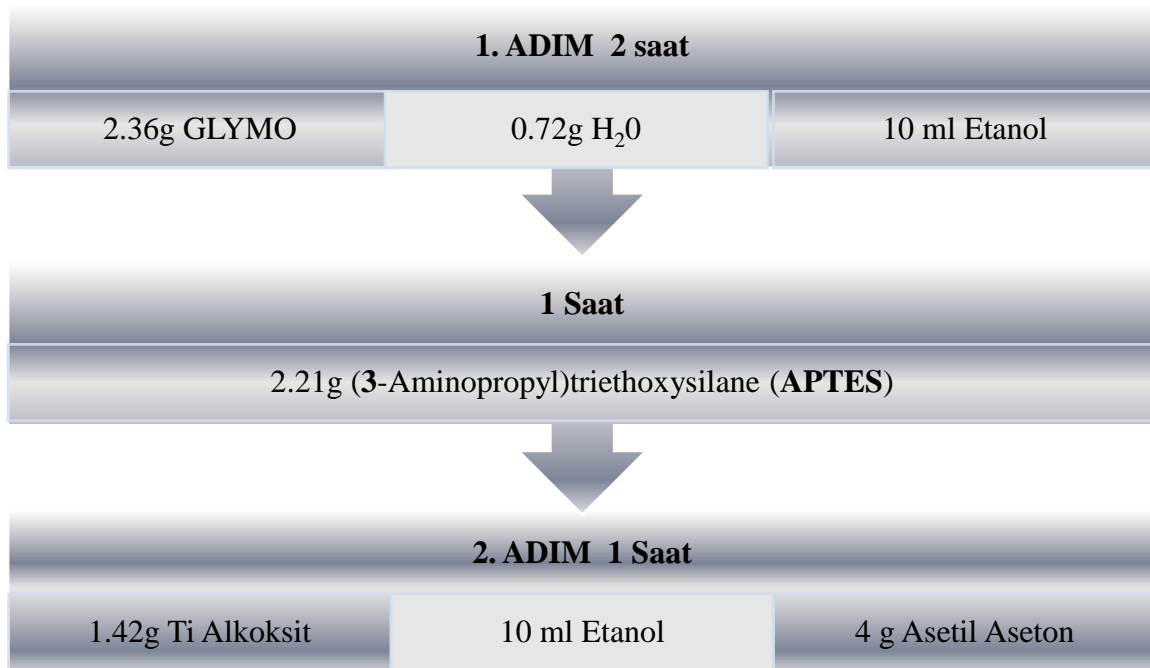 1. ADIM 2 saat
2.36g GLYMO
0.72g H₂0
10 ml Etanol
1 Saat
2.21g (3-Aminopropyl)triethoxysilane (APTES)
2. ADIM 1 Saat
1.42g Ti Alkoksit
10 ml Etanol
4 g Asetil Aseton